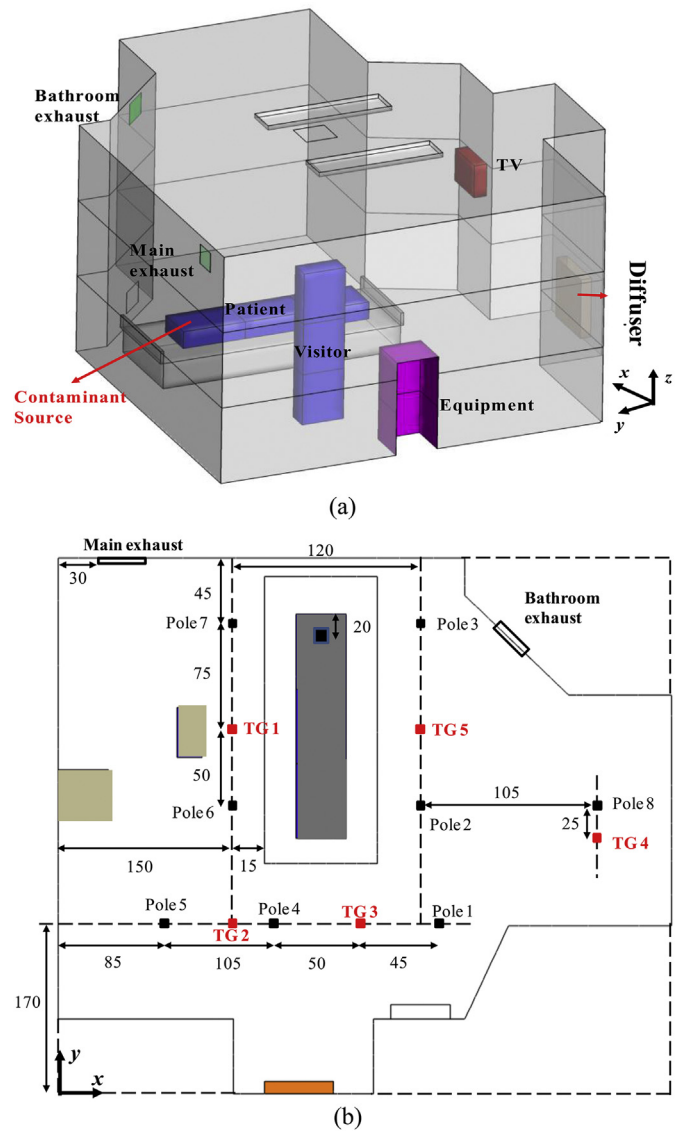 Bathroom
exhaust
TV
Main
exhaust
Patient
Visitor
Diffuser
Contaminant
Source
Equipment
x
y
z
(a)
Main exhaust
30
120
45
Bathroom
exhaust
Pole 7
20
Pole 3
75
TG 1
TG 5
50
105
Pole 6
Pole 2
Pole 8
25
TG 4
150
15
Pole 5
Pole 4
TG 3
Pole 1
TG 2
85
105
50
45
170
y
x
(b)